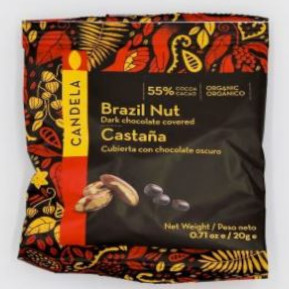 CANDELA
55% COCOA CACAO
ORGANIC ORGÁNICO
Brazil Nut
Dark chocolate covered
Castaña
Cubierta con chocolate oscuro
Net Weight / Peso neto
0.71 oz e / 20g e